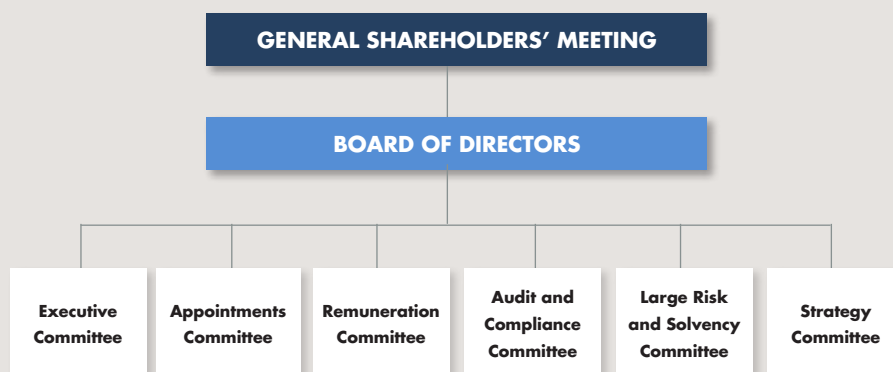 GENERAL SHAREHOLDERS’ MEETING
BOARD OF DIRECTORS
Executive
Committee
Appointments
Committee
Remuneration
Committee
Audit and
Compliance
Committee
Large Risk
and Solvency
Committee
Strategy
Committee